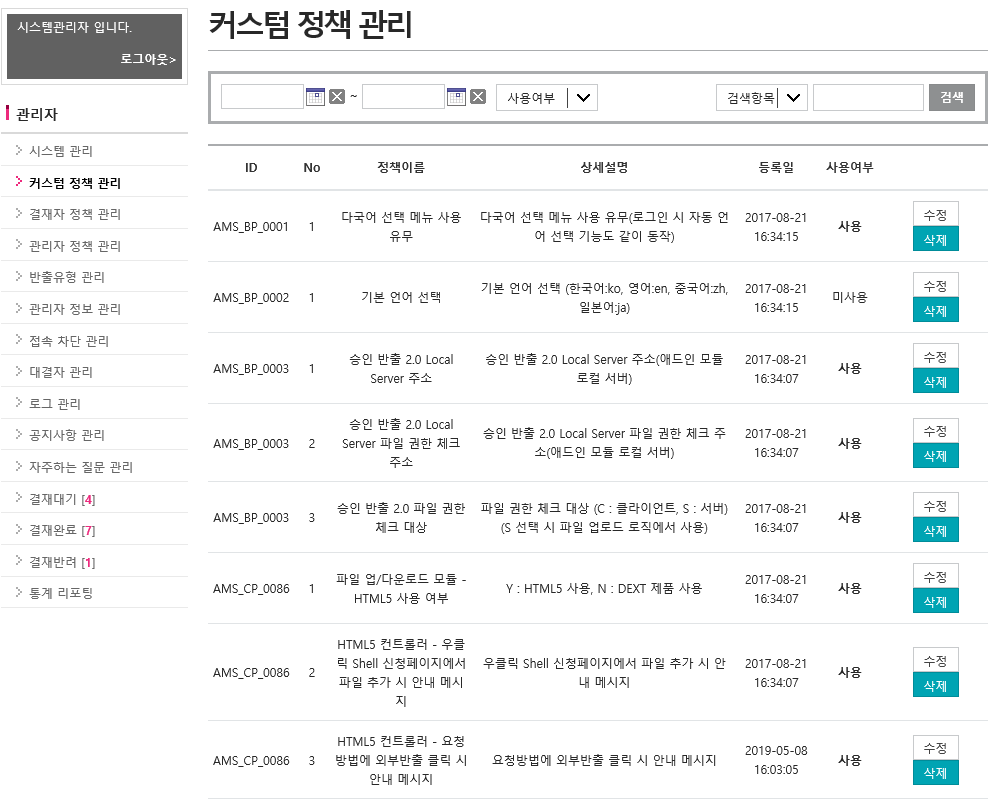 시스템관리자 입니다.
로그아웃>
관리자
시스템 관리
커스텀 정책 관리
결재자 정책 관리
관리자 정책 관리
반출유형 관리
관리자 정보 관리
접속 차단 관리
대결자 관리
로그 관리
공지사항 관리
자주하는 질문 관리
결재대기 [4]
결재완료 [7]
결재반려 [1]
통계 리포팅
커스텀 정책 관리
~ 사용여부 검색항목 검색
ID No 정책이름 상세설명 등록일 사용여부
AMS_BP_0001
1
다국어 선택 메뉴 사용
유무
다국어 선택 메뉴 사용 유무(로그인 시 자동 언
어 선택 기능도 같이 동작)
2017-08-21
16:34:15
사용
수정
삭제
AMS_BP_0002
1
기본 언어 선택
기본 언어 선택 (한국어:ko, 영어:en, 중국어:zh,
일본어:ja)
2017-08-21
16:34:15
미사용
수정
삭제
AMS_BP_0003
1
승인 반출 2.0 Local
Server 주소
승인 반출 2.0 Local Server 주소(애드인 모듈
로컬 서버)
2017-08-21
16:34:07
사용
수정
삭제
AMS_BP_0003
2
승인 반출 2.0 Local
Server 파일 권한 체크
주소
승인 반출 2.0 Local Server 파일 권한 체크 주
소(애드인 모듈 로컬 서버)
2017-08-21
16:34:07
사용
수정
삭제
AMS_BP_0003
3
승인 반출 2.0 파일 권한
체크 대상
파일 권한 체크 대상 (C : 클라이언트, S : 서버)
(S 선택 시 파일 업로드 로직에서 사용)
2017-08-21
16:34:07
사용
수정
삭제
AMS_CP_0086
1
파일 업/다운로드 모듈 -
HTML5 사용 여부
Y : HTML5 사용, N : DEXT 제품 사용
2017-08-21
16:34:07
사용
수정
삭제
AMS_CP_0086
2
HTML5 컨트롤러 - 우클
릭 Shell 신청페이지에서
파일 추가 시 안내 메시
지
우클릭 Shell 신청페이지에서 파일 추가 시 안
내 메시지
2017-08-21
16:34:07
사용
수정
삭제
AMS_CP_0086
3
HTML5 컨트롤러 - 요청
방법에 외부반출 클릭 시
안내 메시지
요청방법에 외부반출 클릭 시 안내 메시지
2019-05-08
16:03:05
사용
수정
삭제